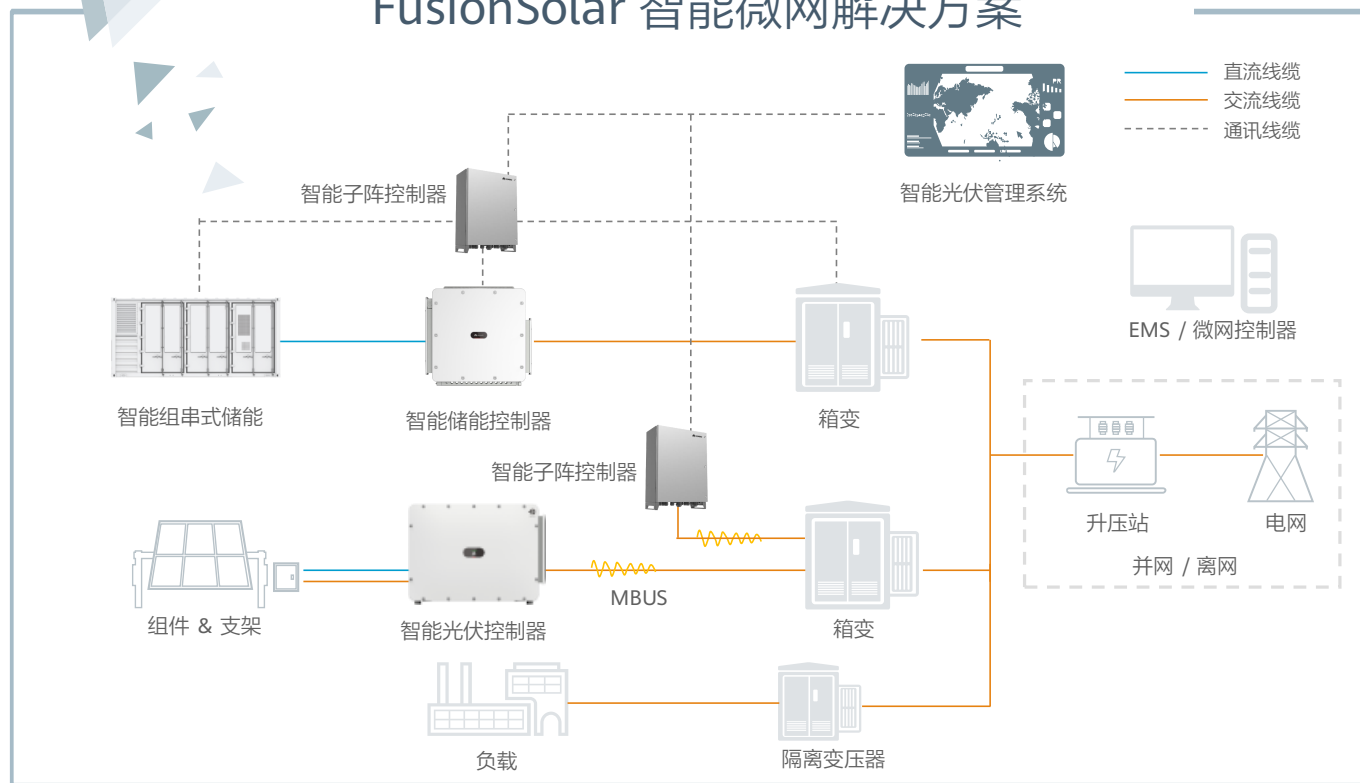 FusionSolar 智能微网解决方案
直流线缆
交流线缆
通讯线缆
智能子阵控制器
智能光伏管理系统
EMS / 微网控制器
智能组串式储能
智能储能控制器
箱变
智能子阵控制器
升压站
电网
并网 / 离网
MBUS
组件 & 支架
智能光伏控制器
箱变
负载
隔离变压器